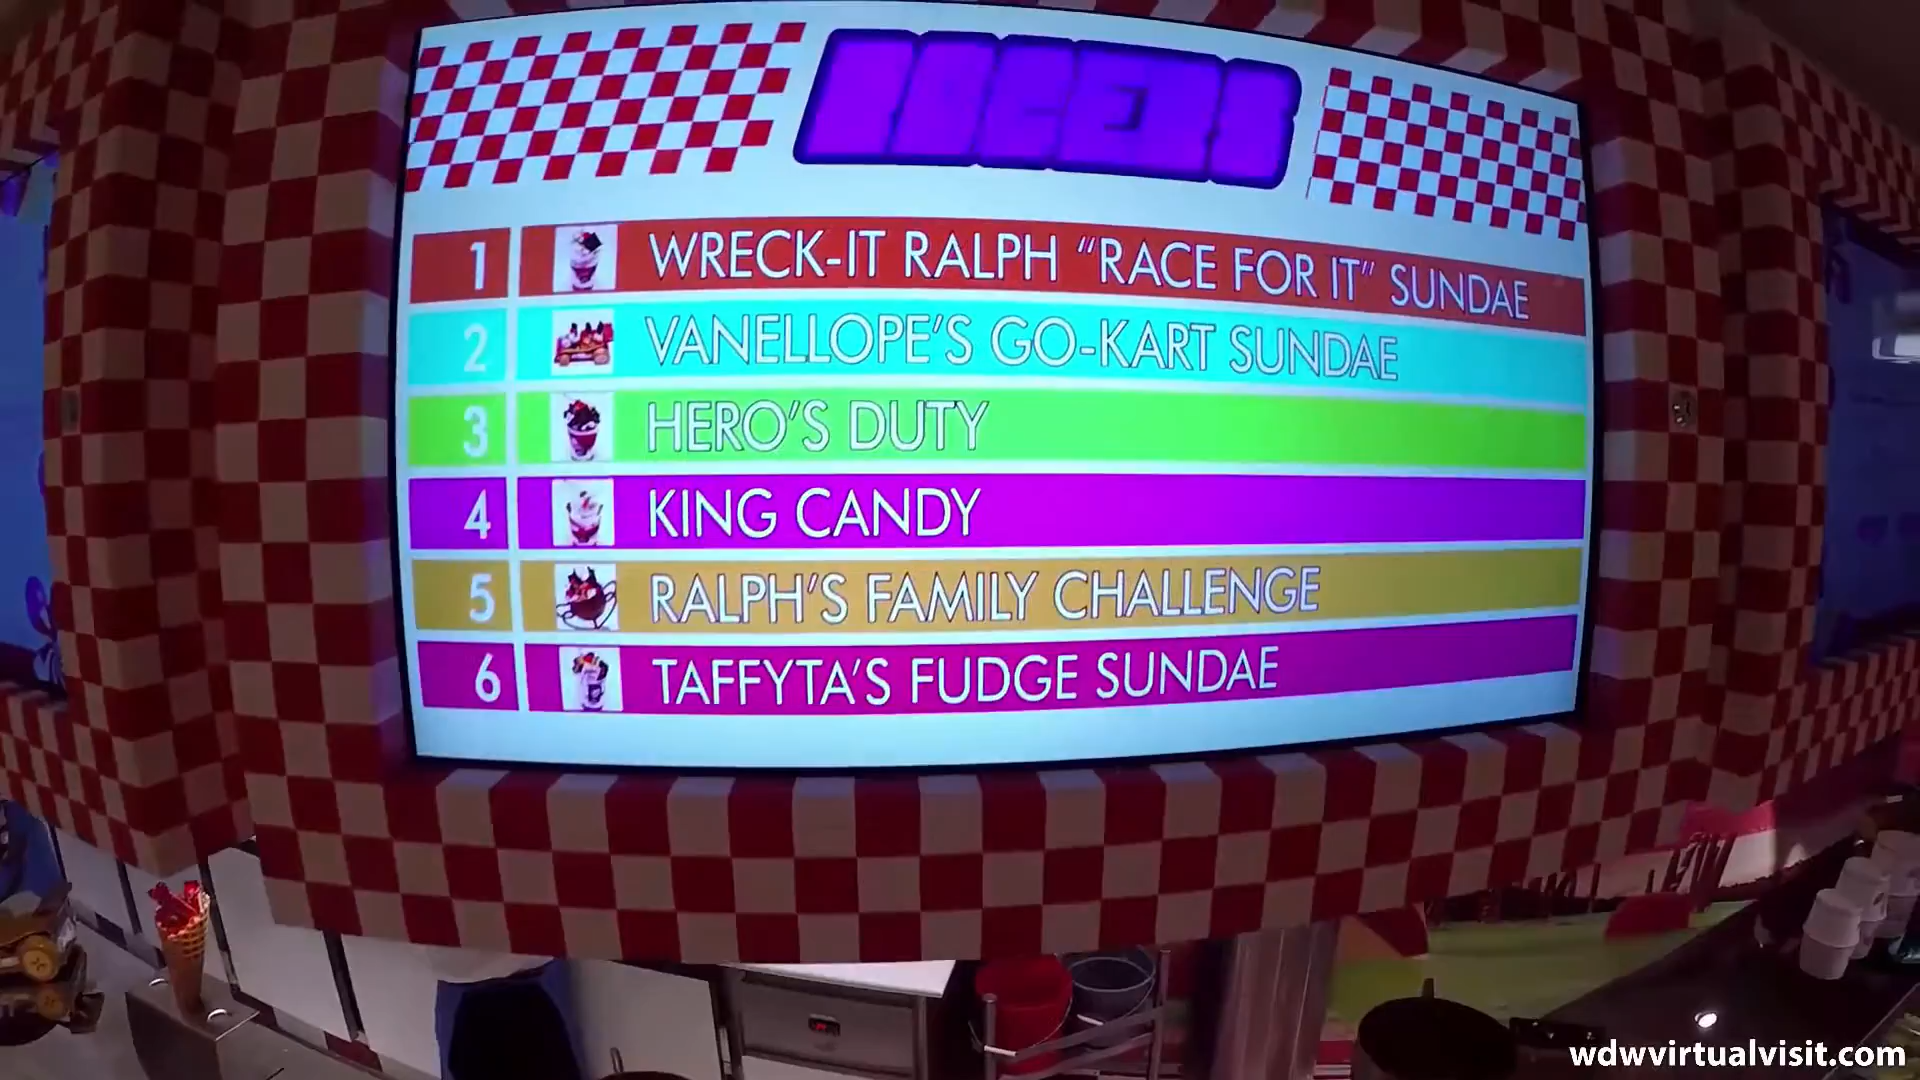 RACERS
1 WRECK-IT RALPH “RACE FOR IT” SUNDAE
2 VANELLOPE’S GO-KART SUNDAE
3 HERO’S DUTY
4 KING CANDY
5 RALPH’S FAMILY CHALLENGE
6 TAFFYTA’S FUDGE SUNDAE
wdwvirtualvisit.com